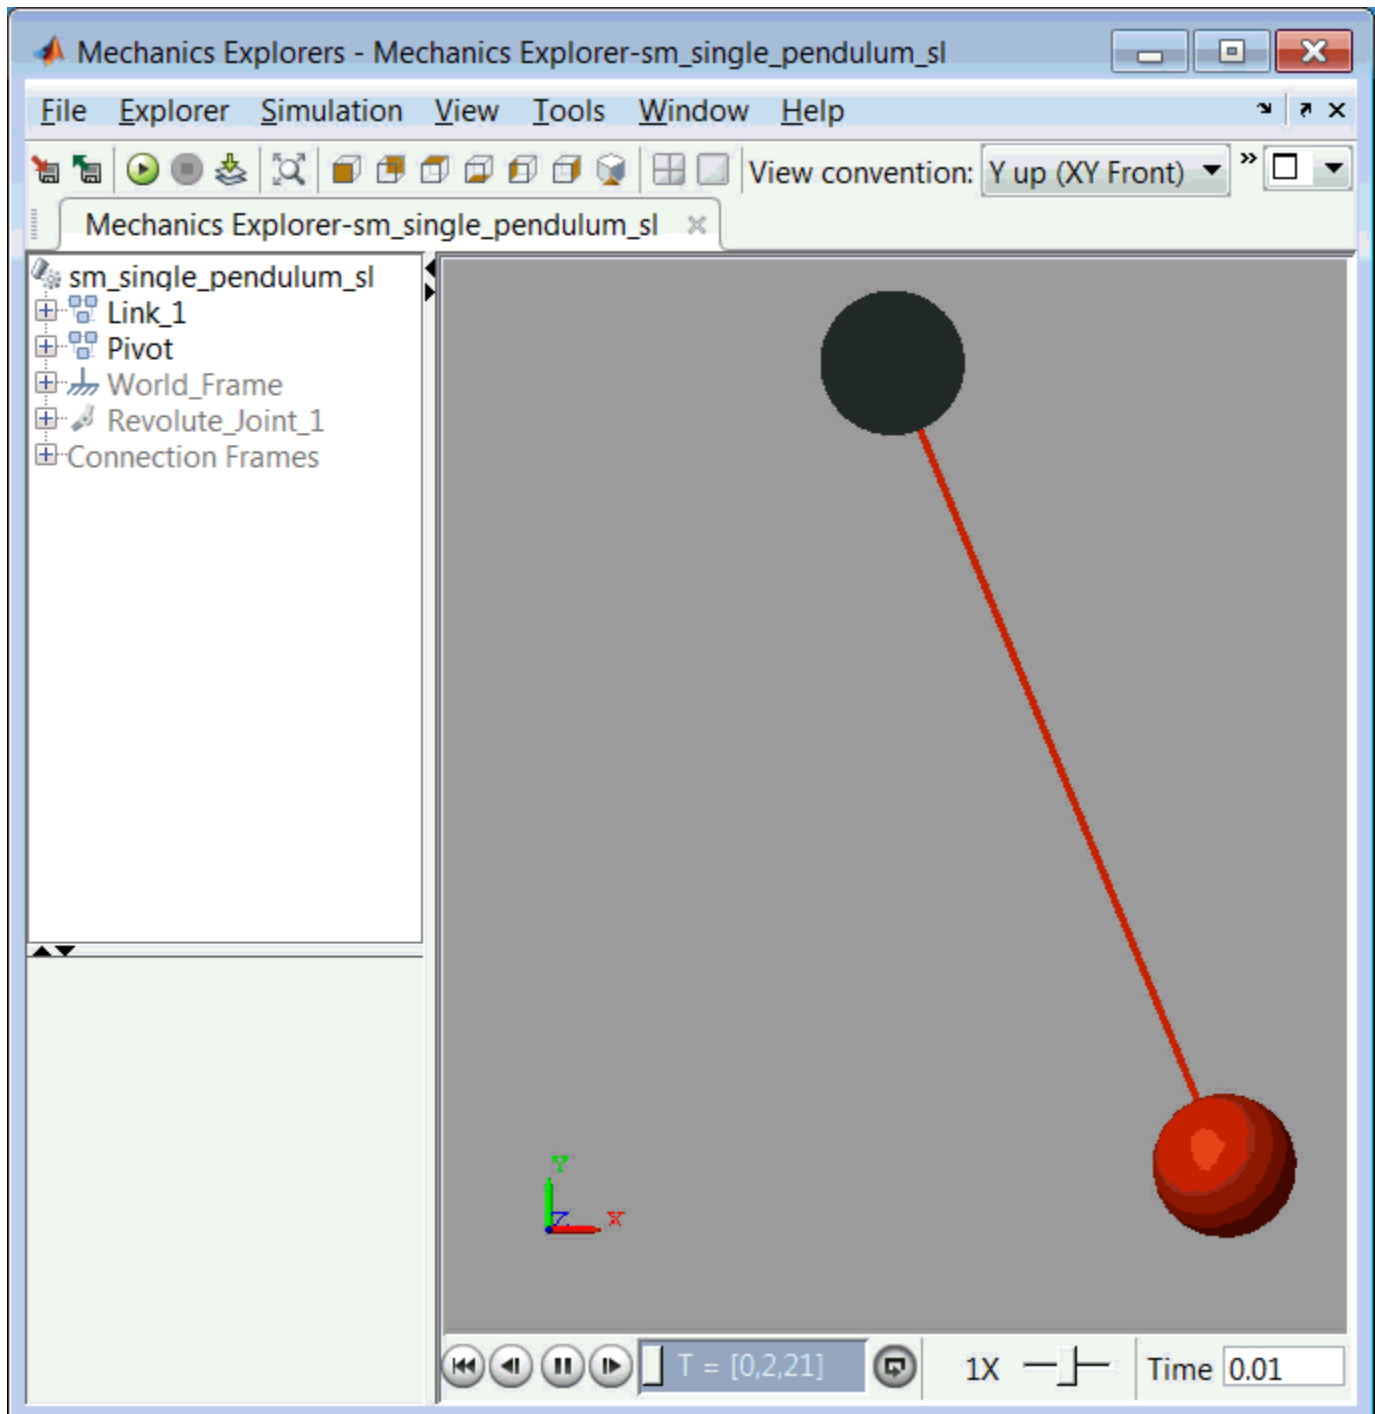 Mechanics Explorers - Mechanics Explorer-sm_single_pendulum_sl
File Explorer Simulation View Tools Window Help
View convention: Y up (XY Front) »
Mechanics Explorer-sm_single_pendulum_sl
sm_single_pendulum_sl
Link_1
Pivot
World_Frame
Revolute_Joint_1
Connection Frames
Y
Z X
T = [0,2,21] 1X Time 0.01